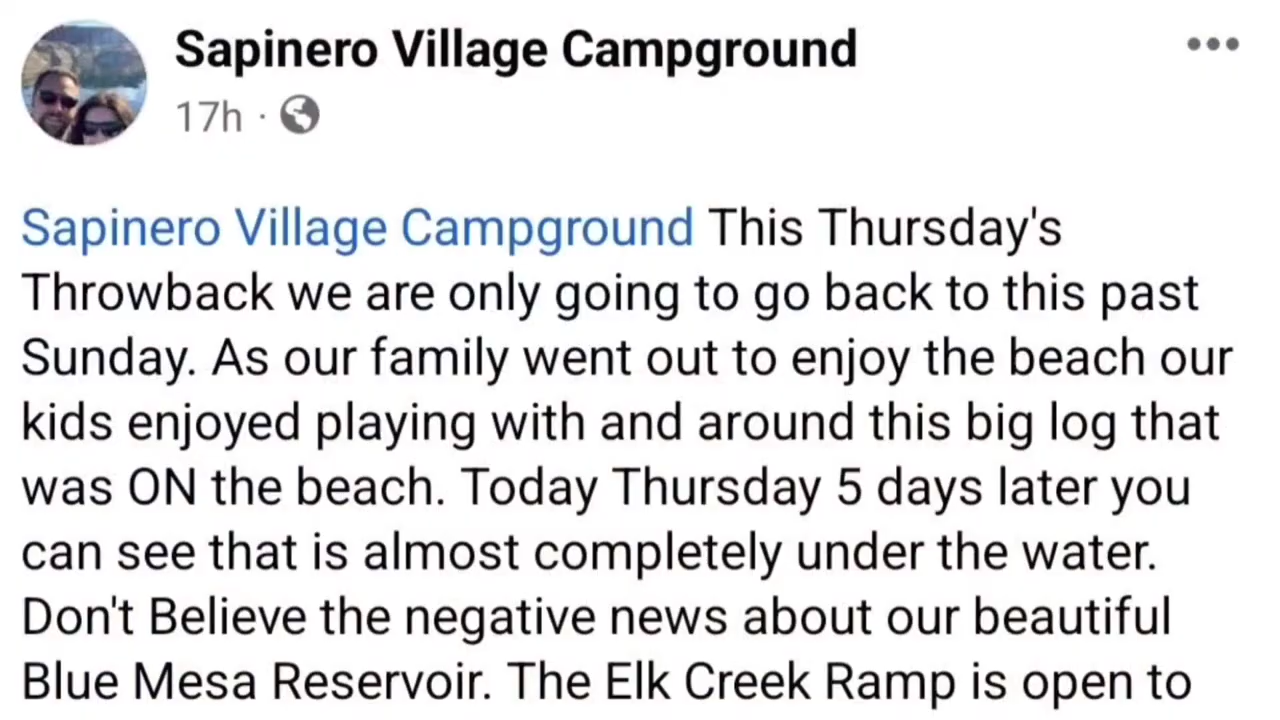 Sapinero Village Campground
17h ·
Sapinero Village Campground This Thursday's
Throwback we are only going to go back to this past
Sunday. As our family went out to enjoy the beach our
kids enjoyed playing with and around this big log that
was ON the beach. Today Thursday 5 days later you
can see that is almost completely under the water.
Don't Believe the negative news about our beautiful
Blue Mesa Reservoir. The Elk Creek Ramp is open to